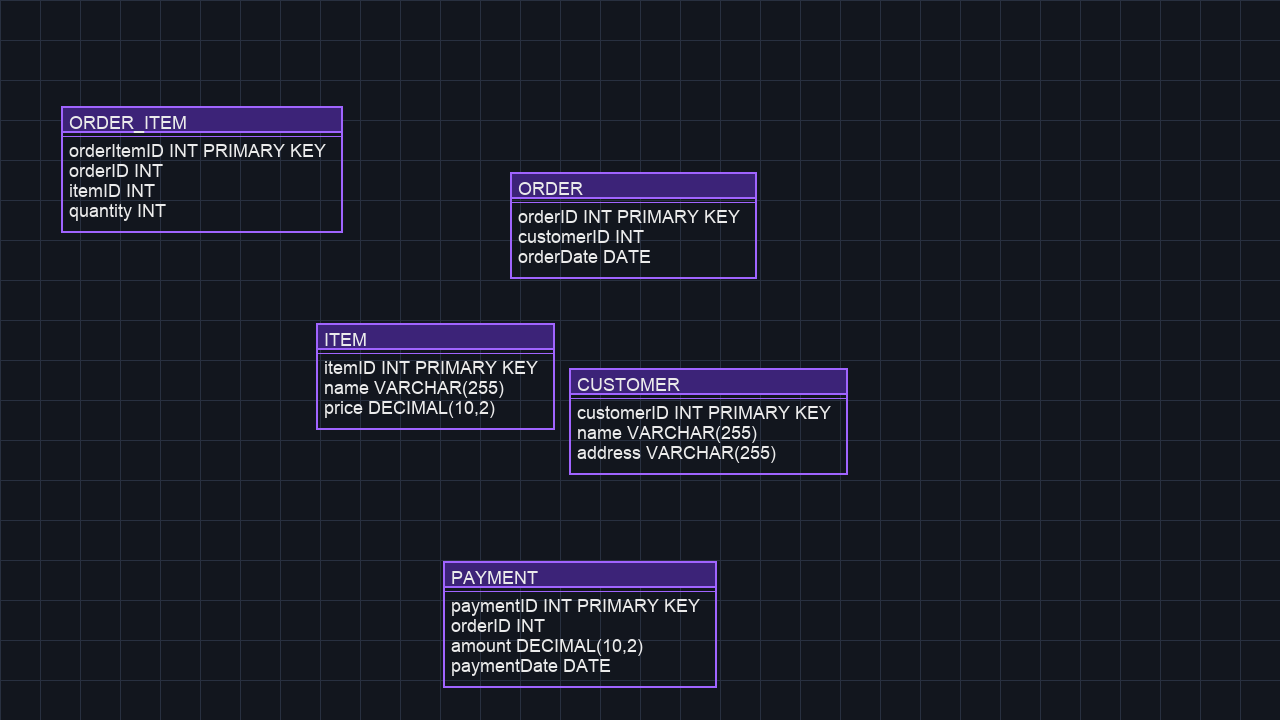 ORDER_ITEM
orderItemID INT PRIMARY KEY
orderID INT
itemID INT
quantity INT
ORDER
orderID INT PRIMARY KEY
customerID INT
orderDate DATE
ITEM
itemID INT PRIMARY KEY
name VARCHAR(255)
price DECIMAL(10,2)
CUSTOMER
customerID INT PRIMARY KEY
name VARCHAR(255)
address VARCHAR(255)
PAYMENT
paymentID INT PRIMARY KEY
orderID INT
amount DECIMAL(10,2)
paymentDate DATE